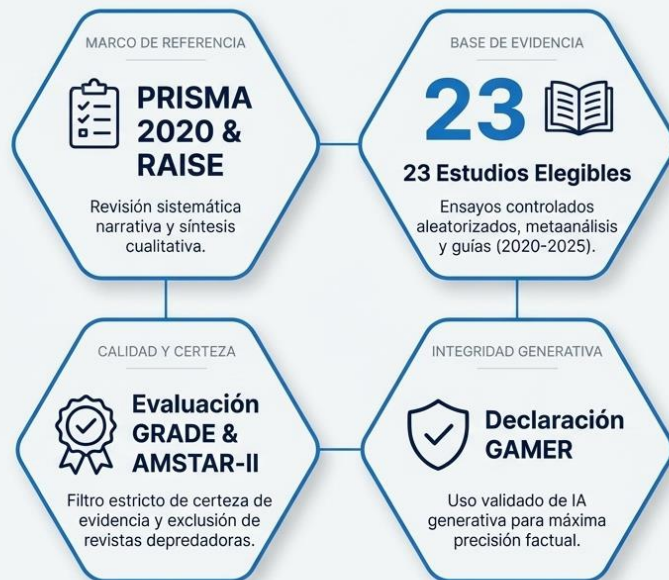 MARCO DE REFERENCIA
PRISMA
2020 &
RAISE
Revisión sistemática
narrativa y síntesis
cualitativa.
BASE DE EVIDENCIA
23
23 Estudios Elegibles
Ensayos controlados
aleatorizados, metaanálisis
y guías (2020-2025).
CALIDAD Y CERTEZA
Evaluación
GRADE &
AMSTAR-II
Filtro estricto de certeza de
evidencia y exclusión de
revistas depredadoras.
INTEGRIDAD GENERATIVA
Declaración
GAMER
Uso validado de IA
generativa para máxima
precisión factual.